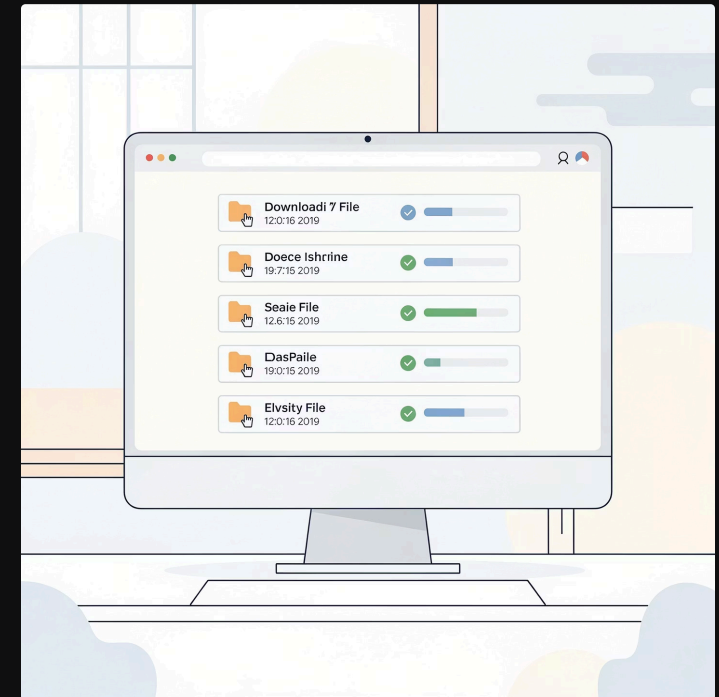 Downloadi 7 File
12:0:16 2019
Doece Ishrine
19:7:15 2019
Seaie File
12.6:15 2019
DasPaile
19:0:15 2019
Elvsity File
12:0:16 2019